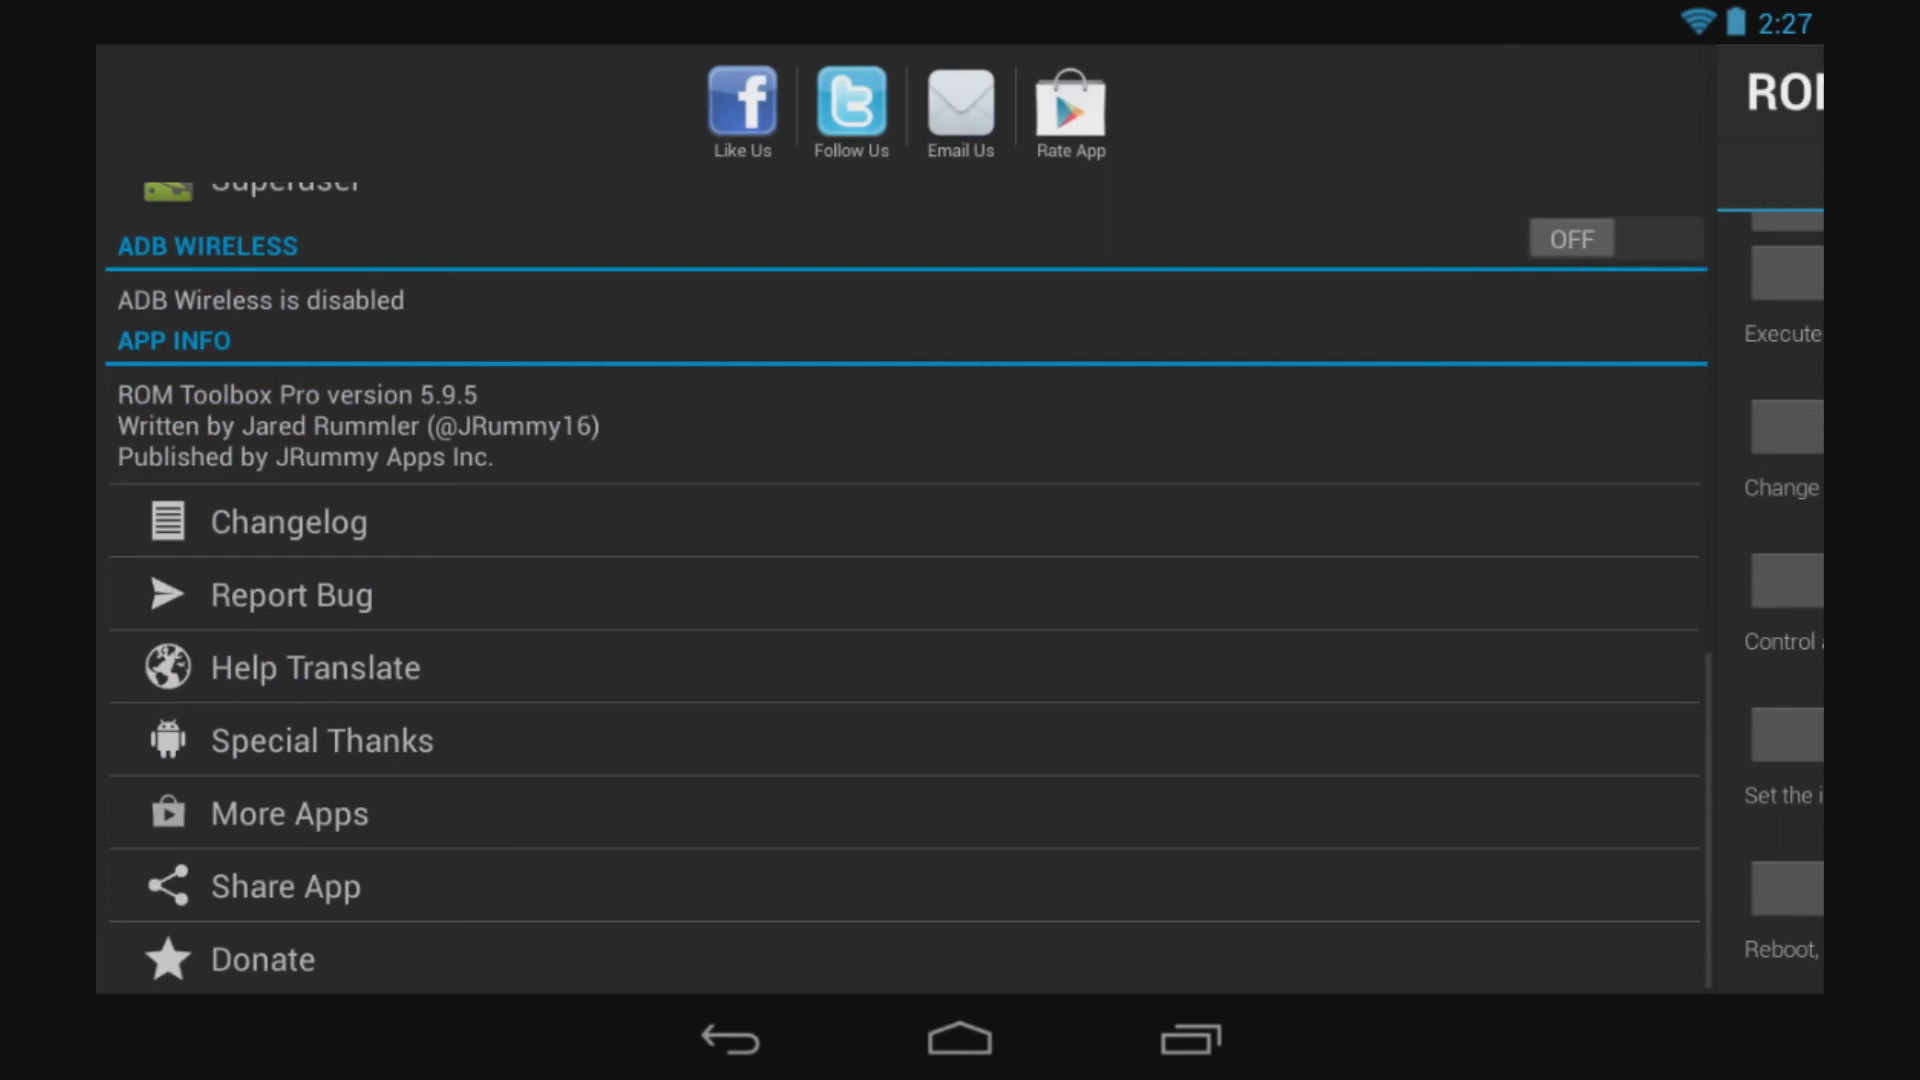 2:27
ROM
Like Us
Follow Us
Email Us
Rate App
Superuser
ADB WIRELESS
OFF
ADB Wireless is disabled
APP INFO
ROM Toolbox Pro version 5.9.5
Written by Jared Rummler (@JRummy16)
Published by JRummy Apps Inc.
Changelog
Report Bug
Help Translate
Special Thanks
More Apps
Share App
Donate
Execute
Change
Control
Set the i
Reboot,